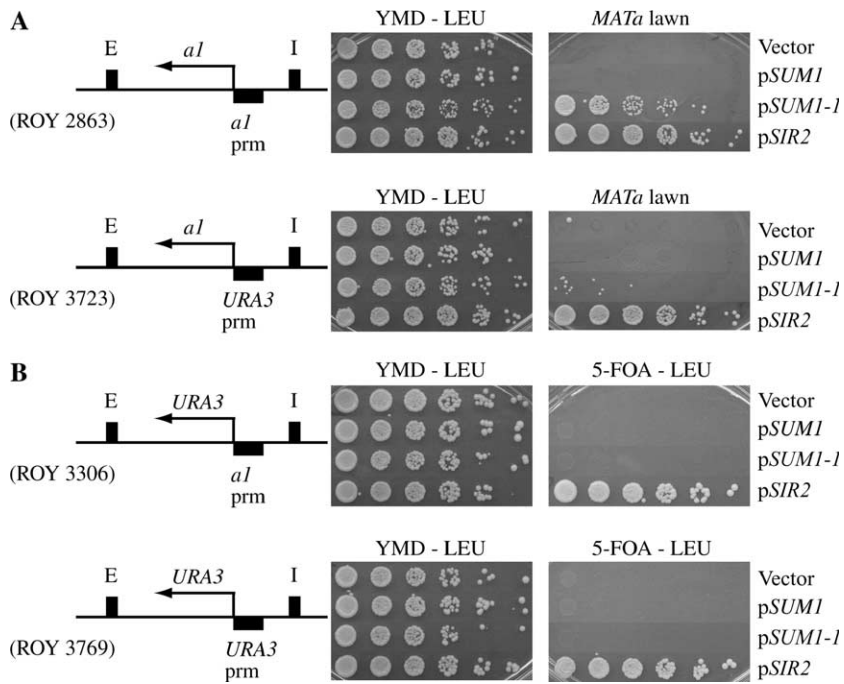 A
E
a1
I
a1
prm
(ROY 2863)
YMD - LEU
MATa lawn
Vector
pSUM1
pSUM1-1
pSIR2
E
a1
I
URA3
prm
(ROY 3723)
YMD - LEU
MATa lawn
Vector
pSUM1
pSUM1-1
pSIR2
B
E
URA3
I
a1
prm
(ROY 3306)
YMD - LEU
5-FOA - LEU
Vector
pSUM1
pSUM1-1
pSIR2
E
URA3
I
URA3
prm
(ROY 3769)
YMD - LEU
5-FOA - LEU
Vector
pSUM1
pSUM1-1
pSIR2